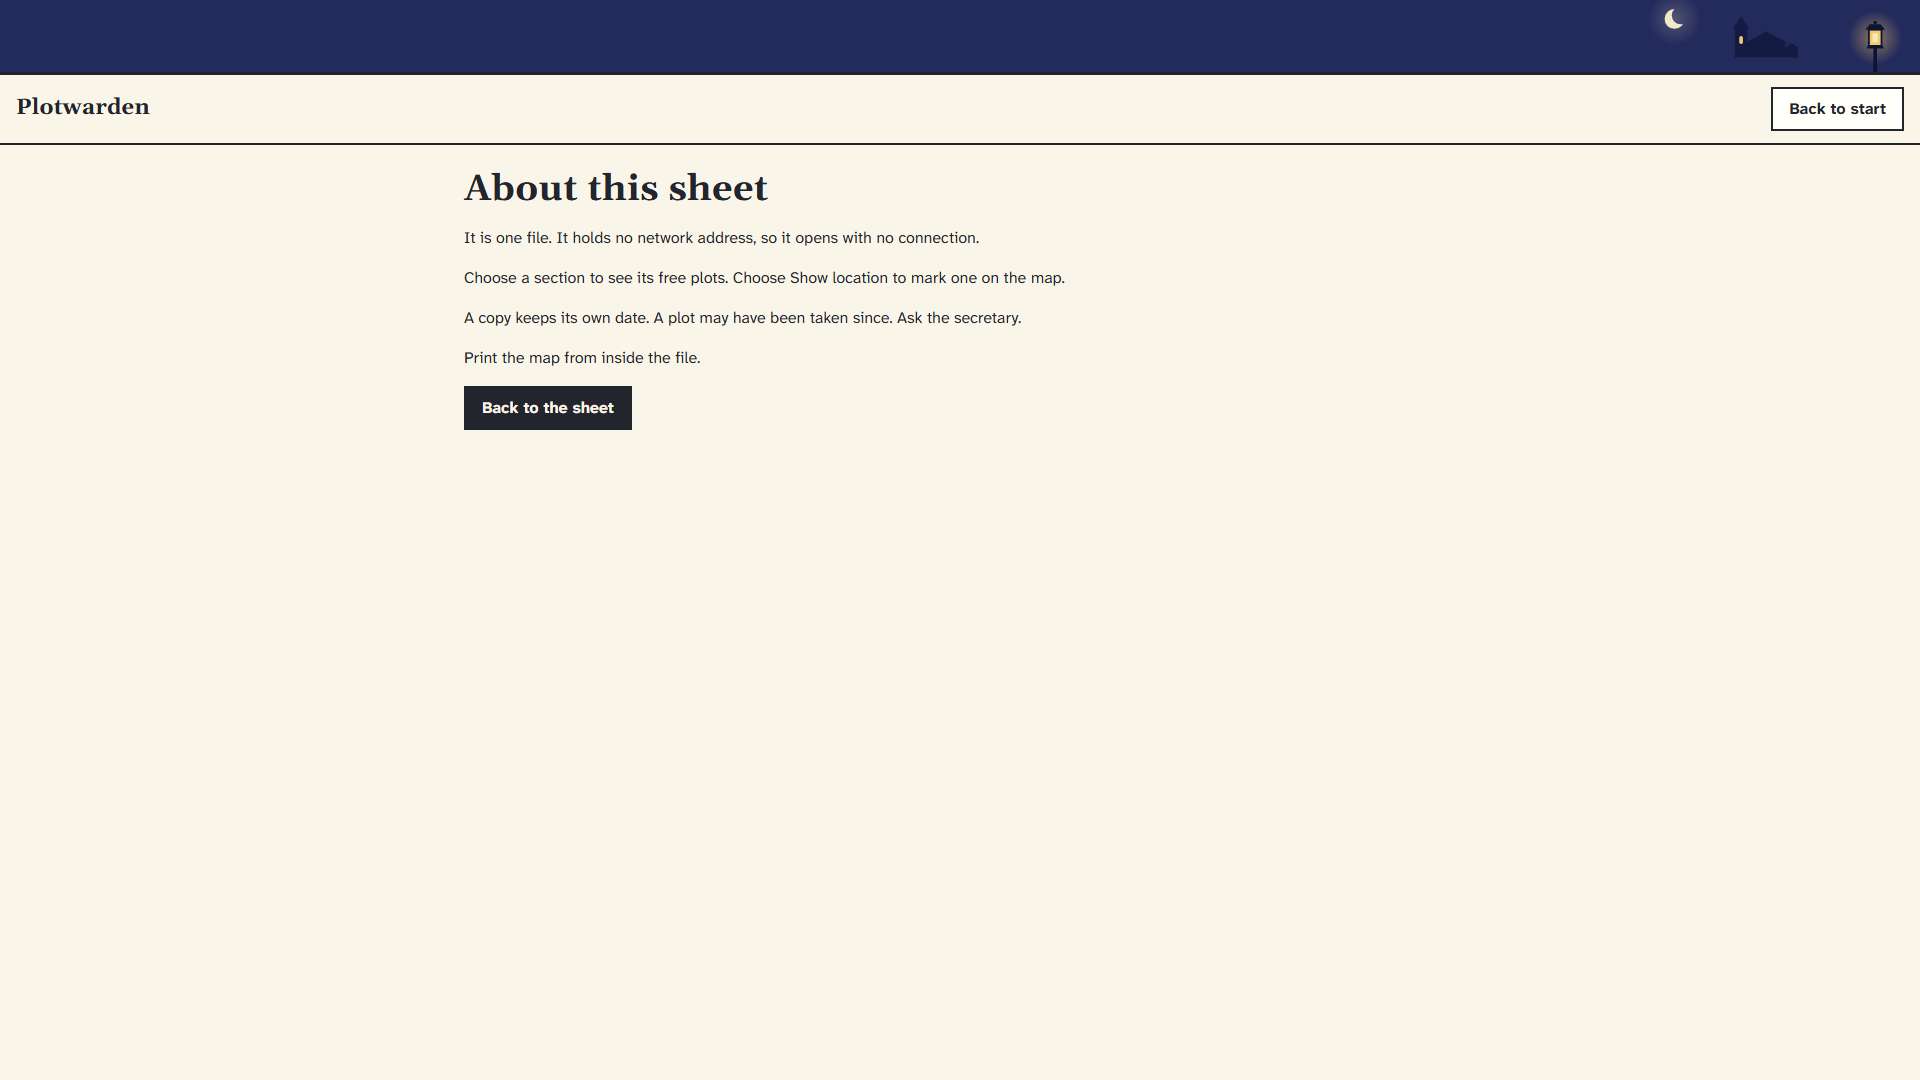 Plotwarden
Back to start
About this sheet
It is one file. It holds no network address, so it opens with no connection.
Choose a section to see its free plots. Choose Show location to mark one on the map.
A copy keeps its own date. A plot may have been taken since. Ask the secretary.
Print the map from inside the file.
Back to the sheet